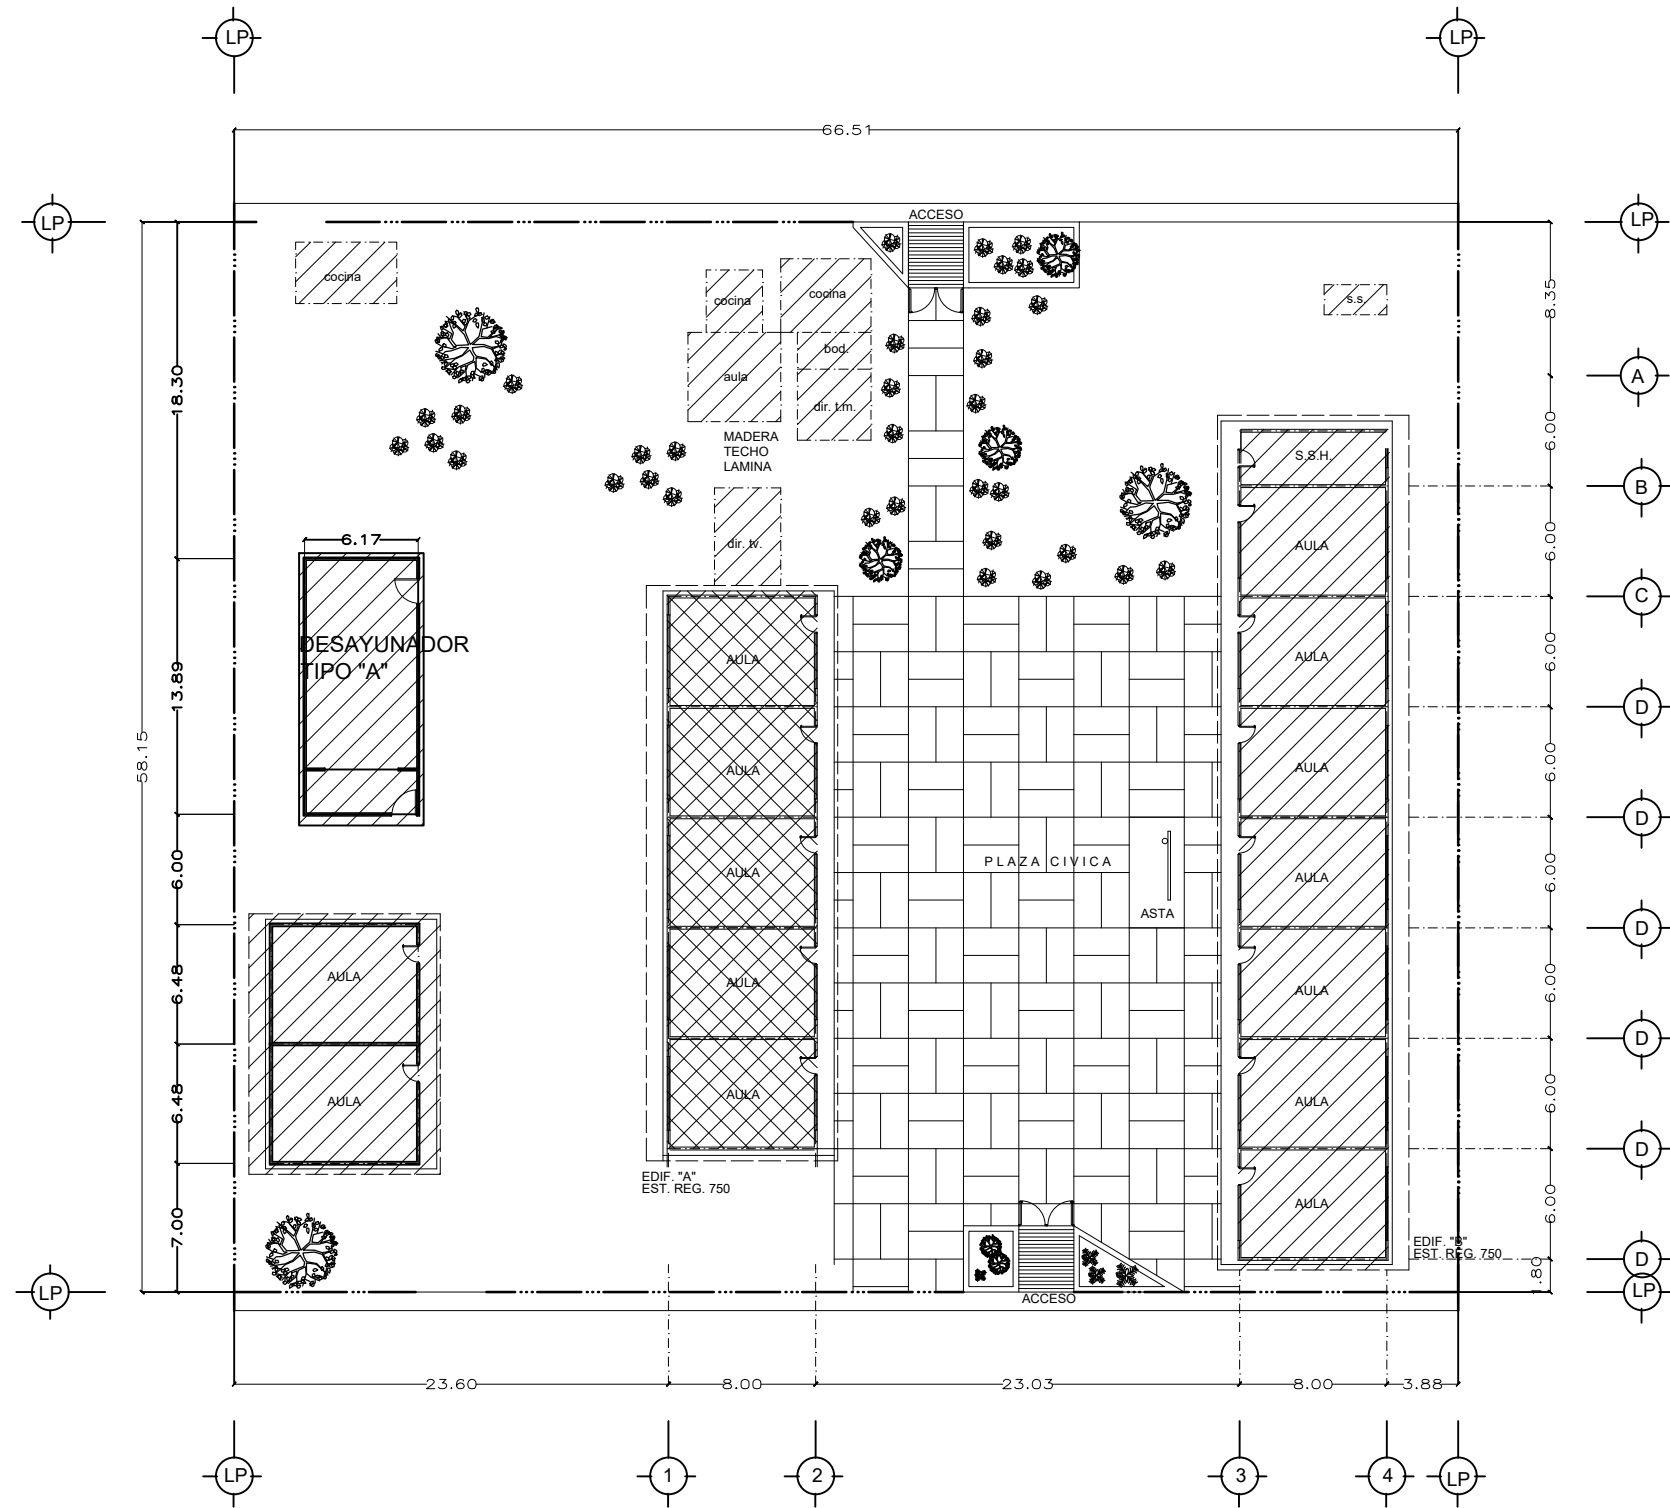 LP
LP
66.51
LP
ACCESO
LP
cocina
cocina
cocina
s.s.
8.35
bod.
aula
A
dir. t.m.
18.30
MADERA
TECHO
LAMINA
6.00
S.S.H.
B
6.17
dir. tv.
AULA
6.00
C
DESAYUNADOR
TIPO "A"
AULA
AULA
6.00
13.89
D
58.15
AULA
AULA
6.00
D
PLAZA CIVICA
6.00
AULA
AULA
6.00
ASTA
D
AULA
6.48
AULA
AULA
6.00
D
AULA
6.48
AULA
AULA
6.00
D
EDIF. "A"
EST. REG. 750
7.00
AULA
6.00
EDIF. "B"
EST. REG. 750
D
1.80
LP
ACCESO
LP
23.60
8.00
23.03
8.00
3.88
LP
1
2
3
4
LP